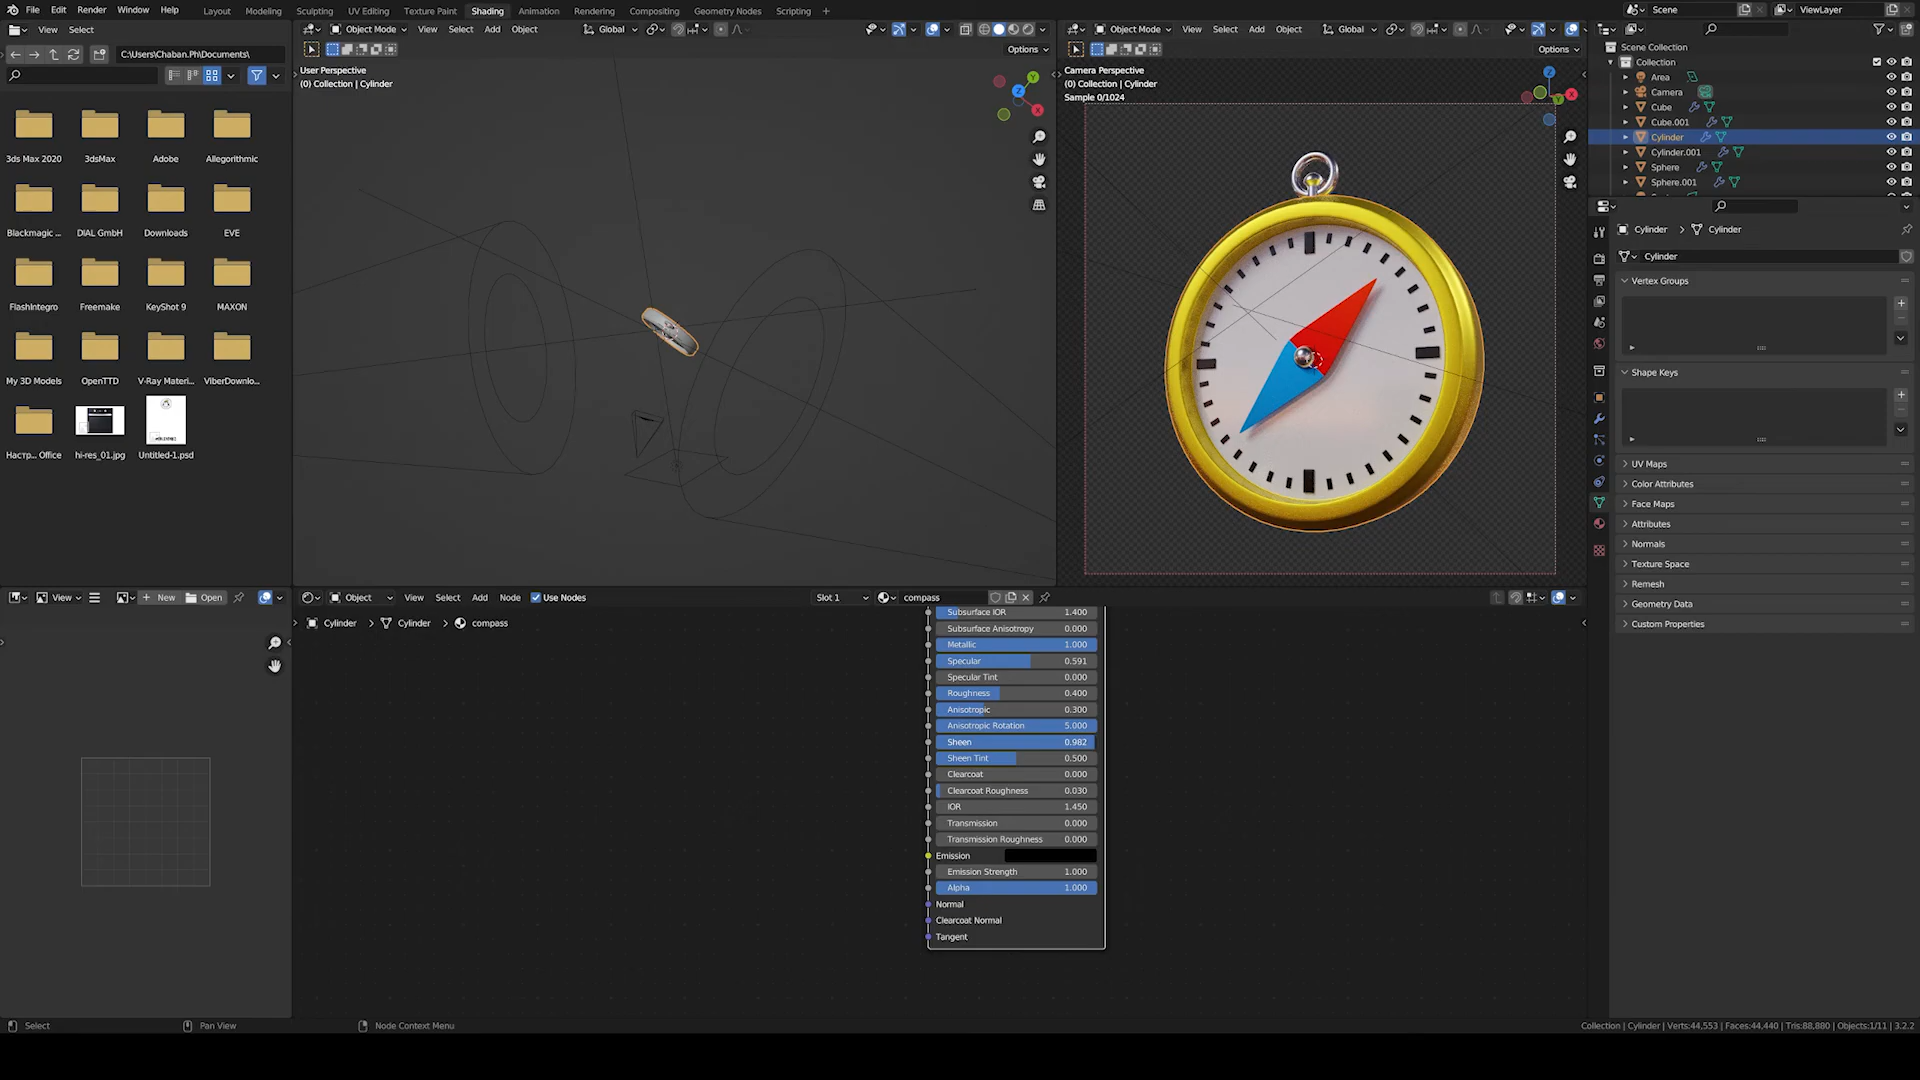 File Edit Render Window Help Layout Modeling Sculpting UV Editing Texture Paint Shading Animation Rendering Compositing Geometry Nodes Scripting + Scene ViewLayer
View Select
C:\Users\Chaban.Ph\Documents\
3ds Max 2020 3dsMax Adobe Allegorithmic
Blackmagic ... DIAL GmbH Downloads EVE
FlashIntegro Freemake KeyShot 9 MAXON
My 3D Models OpenTTD V-Ray Materi... ViberDownlo...
Настр... Office hi-res_01.jpg Untitled-1.psd
Object Mode View Select Add Object Global
Options
User Perspective
(0) Collection | Cylinder
Z Y X
Object Mode View Select Add Object Global
Options
Camera Perspective
(0) Collection | Cylinder
Sample 0/1024
Z Y X
Scene Collection
Collection
Area
Camera
Cube
Cube.001
Cylinder
Cylinder.001
Sphere
Sphere.001
Cylinder Cylinder
Cylinder
Vertex Groups
Shape Keys
UV Maps
Color Attributes
Face Maps
Attributes
Normals
Texture Space
Remesh
Geometry Data
Custom Properties
View New Open
Object View Select Add Node Use Nodes Slot 1 compass
Cylinder Cylinder compass
Subsurface IOR 1.400
Subsurface Anisotropy 0.000
Metallic 1.000
Specular 0.591
Specular Tint 0.000
Roughness 0.400
Anisotropic 0.300
Anisotropic Rotation 5.000
Sheen 0.982
Sheen Tint 0.500
Clearcoat 0.000
Clearcoat Roughness 0.030
IOR 1.450
Transmission 0.000
Transmission Roughness 0.000
Emission
Emission Strength 1.000
Alpha 1.000
Normal
Clearcoat Normal
Tangent
Select Pan View Node Context Menu Collection | Cylinder | Verts:44,553 | Faces:44,440 | Tris:88,880 | Objects:1/11 | 3.2.2